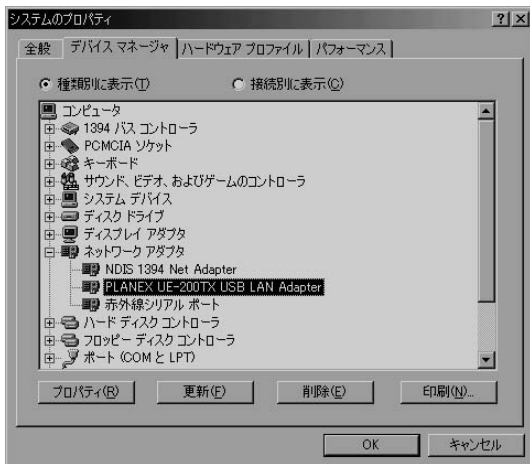 システムのプロパティ
全般 デバイス マネージャ ハードウェア プロファイル パフォーマンス
種類別に表示(T) 接続別に表示(C)
コンピュータ
1394 バス コントローラ
PCMCIA ソケット
キーボード
サウンド、ビデオ、およびゲームのコントローラ
システム デバイス
ディスク ドライブ
ディスプレイ アダプタ
ネットワーク アダプタ
NDIS 1394 Net Adapter
PLANEX UE-200TX USB LAN Adapter
赤外線シリアル ポート
ハード ディスク コントローラ
フロッピー ディスク コントローラ
ポート (COM と LPT)
プロパティ(R) 更新(F) 削除(E) 印刷(N)...
OK キャンセル